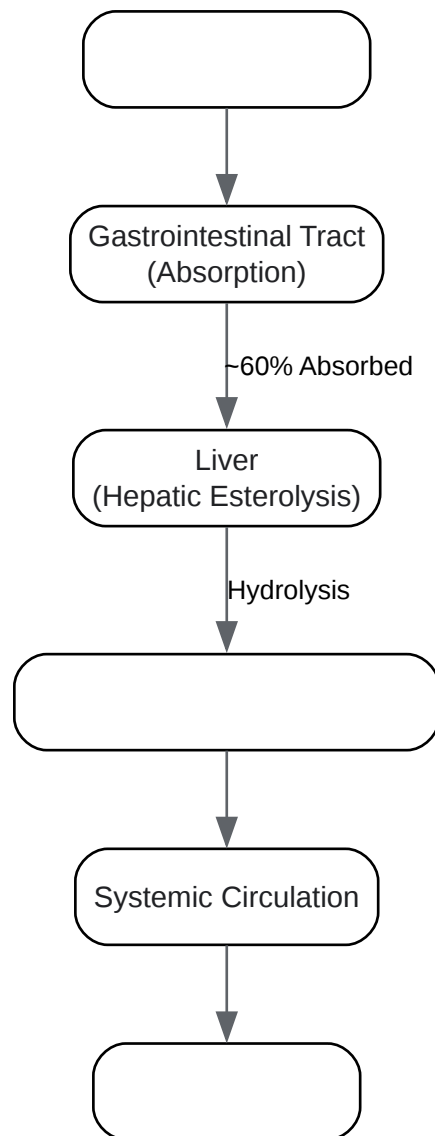 Gastrointestinal Tract
(Absorption)
~60% Absorbed
Liver
(Hepatic Esterolysis)
Hydrolysis
Systemic Circulation